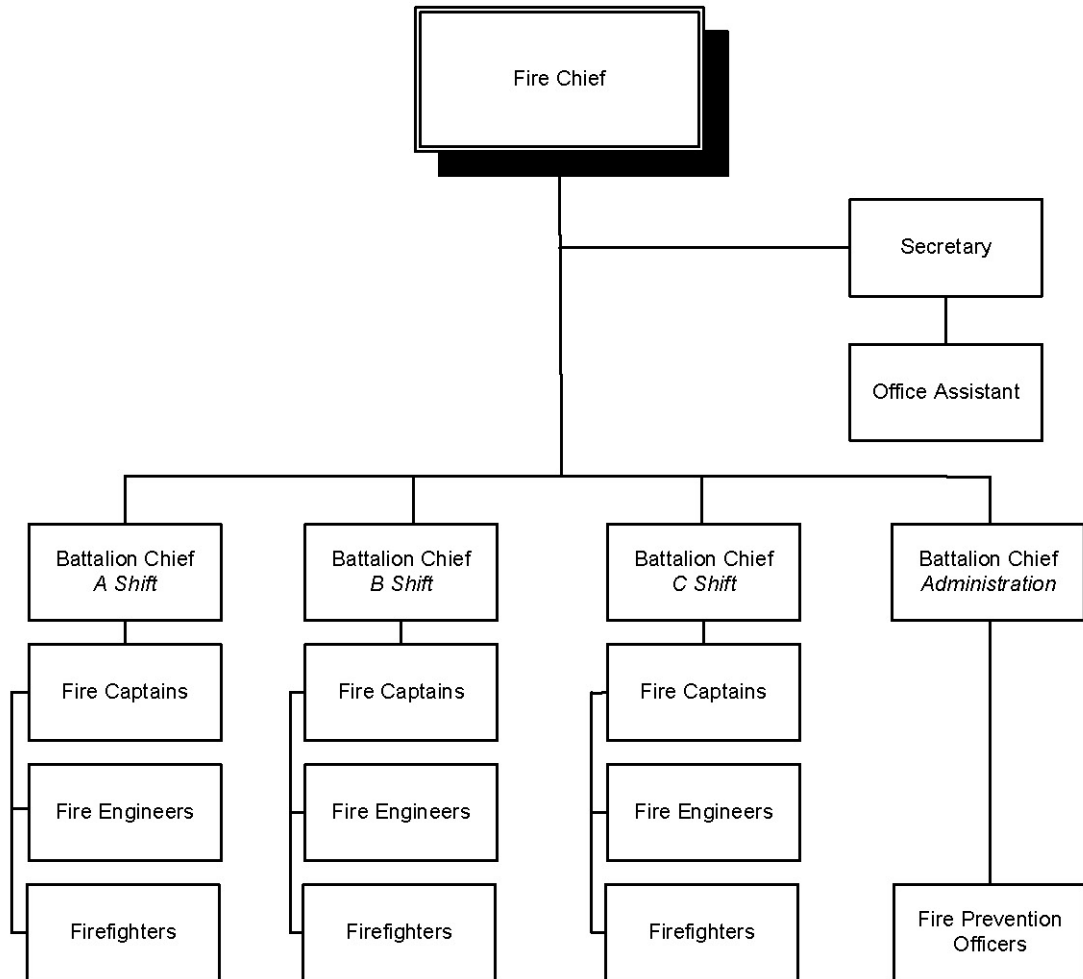 Fire Chief
Secretary
Office Assistant
Battalion Chief
A Shift
Battalion Chief
B Shift
Battalion Chief
C Shift
Battalion Chief
Administration
Fire Captains
Fire Captains
Fire Captains
Fire Engineers
Fire Engineers
Fire Engineers
Firefighters
Firefighters
Firefighters
Fire Prevention
Officers